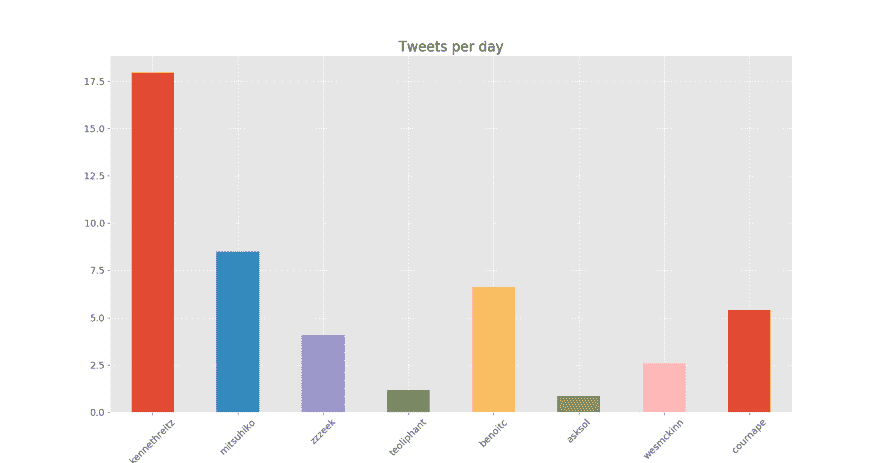 Tweets per day
17.5
15.0
12.5
10.0
7.5
5.0
2.5
0.0
kennethreitz
mitsuhiko
zzzeek
teoliphant
benoitc
asksol
wesmckinn
cournape